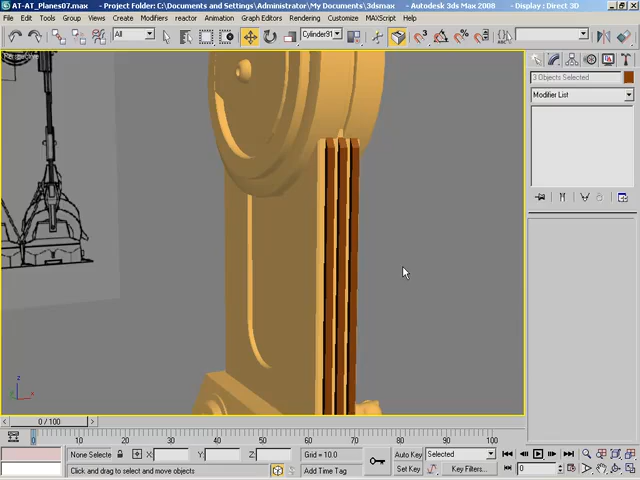 AT-AT_Planes07.max - Project Folder: C:\Documents and Settings\Administrator\My Documents\3dsmax - Autodesk 3ds Max 2008 - Display : Direct 3D
File Edit Tools Group Views Create Modifiers reactor Animation Graph Editors Rendering Customize MAXScript Help
All
Cylinder91
Perspective
3 Objects Selected
Modifier List
0 / 100
0 10 20 30 40 50 60 70 80 90 100
None Selecte X: Y: Z: Grid = 10.0 Auto Key Selected
Click and drag to select and move objects Add Time Tag Set Key Key Filters... 0